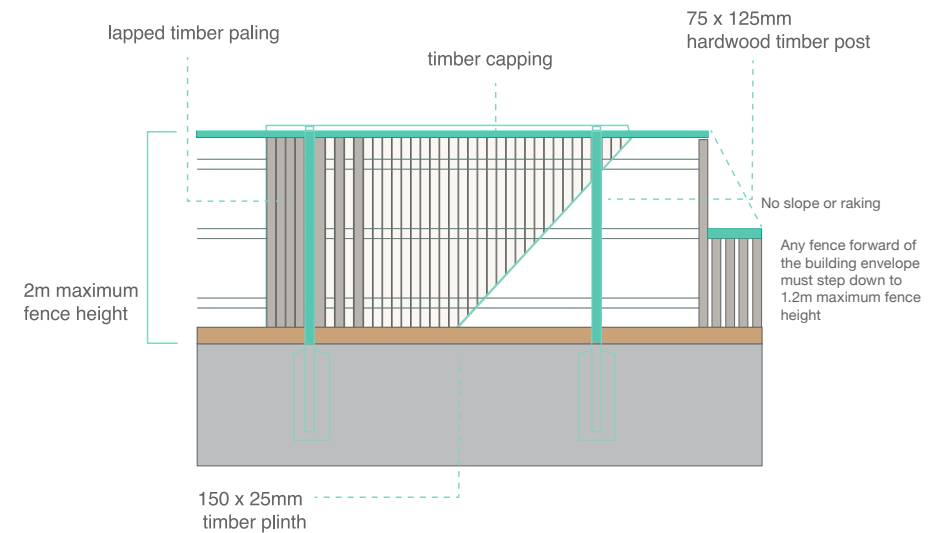 75 x 125mm
hardwood timber post
lapped timber paling
timber capping
No slope or raking
Any fence forward of
the building envelope
must step down to
1.2m maximum fence
height
2m maximum
fence height
150 x 25mm
timber plinth